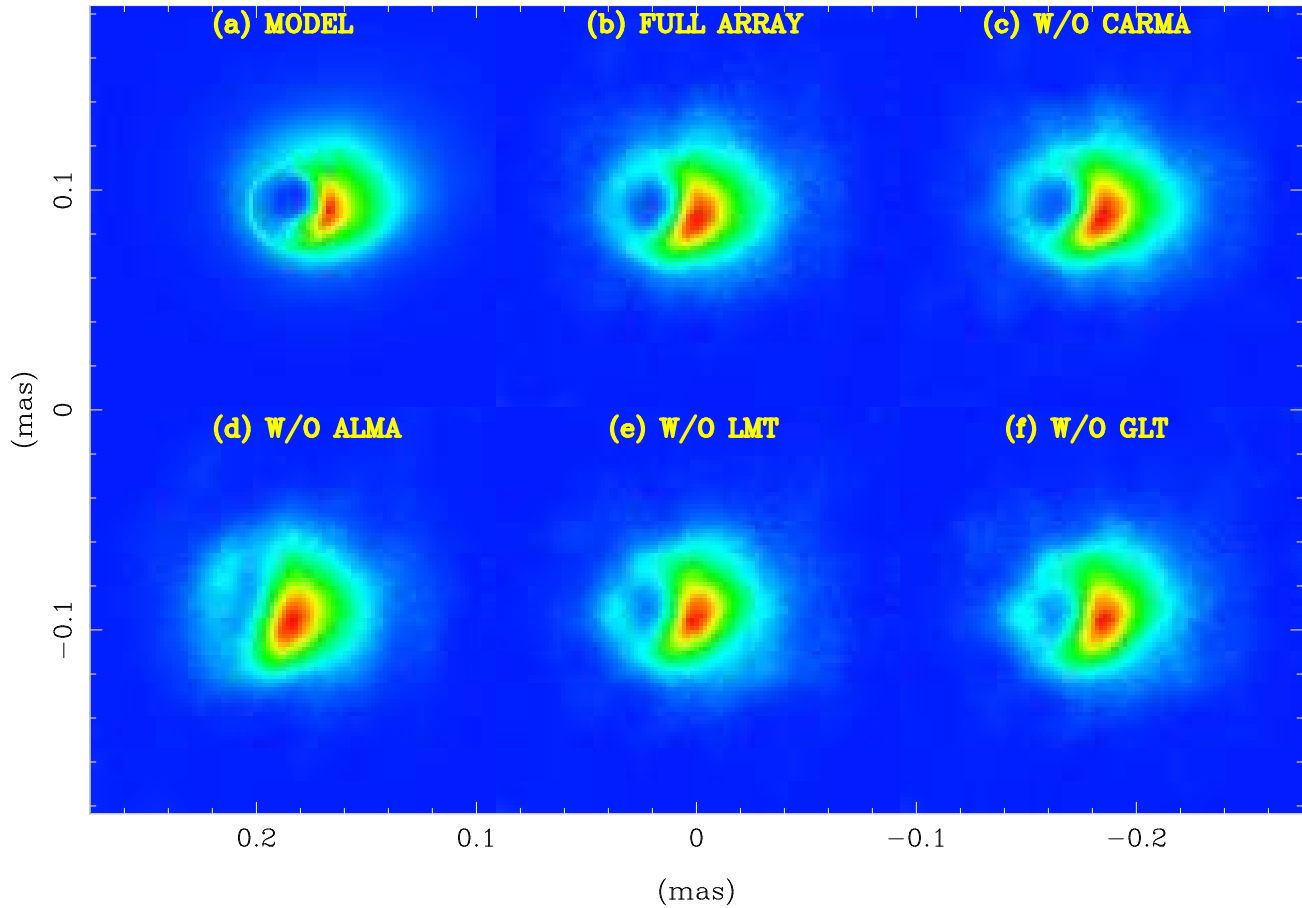 (a) MODEL
(b) FULL ARRAY
(c) W/O CARMA
0.1
(mas)
0
(d) W/O ALMA
(e) W/O LMT
(f) W/O GLT
−0.1
0.2
0.1
0
−0.1
−0.2
(mas)